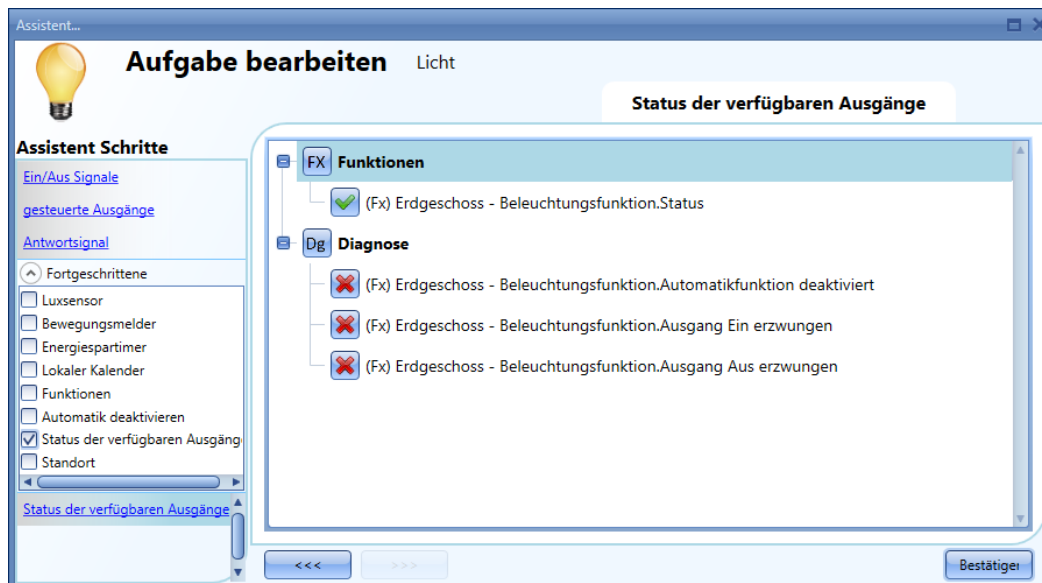 Assistent...
Aufgabe bearbeiten Licht
Status der verfügbaren Ausgänge
Assistent Schritte
Ein/Aus Signale
gesteuerte Ausgänge
Antwortsignal
Fortgeschrittene
Luxsensor
Bewegungsmelder
Energiespartimer
Lokaler Kalender
Funktionen
Automatik deaktivieren
Status der verfügbaren Ausgäng
Standort
Status der verfügbaren Ausgänge
FX Funktionen
(Fx) Erdgeschoss - Beleuchtungsfunktion.Status
Dg Diagnose
(Fx) Erdgeschoss - Beleuchtungsfunktion.Automatikfunktion deaktiviert
(Fx) Erdgeschoss - Beleuchtungsfunktion.Ausgang Ein erzwungen
(Fx) Erdgeschoss - Beleuchtungsfunktion.Ausgang Aus erzwungen
<<< >>> Bestätiger